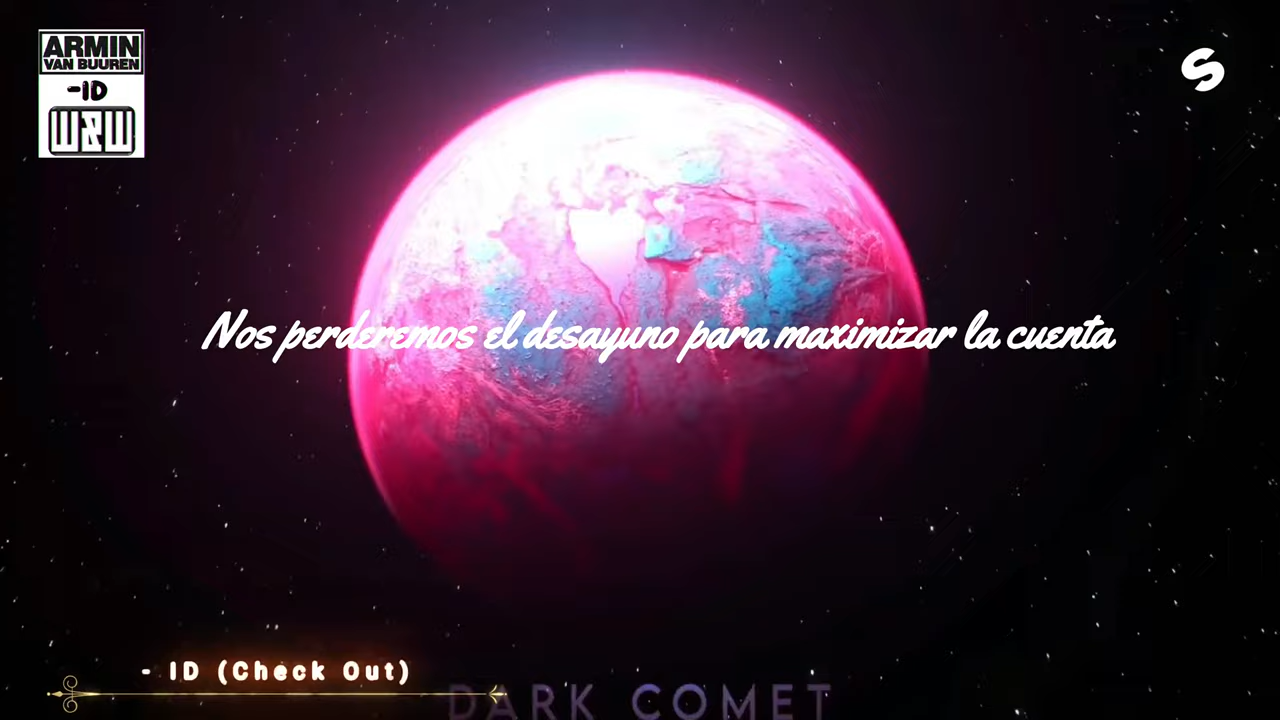 ARMIN
VAN BUUREN
-ID
W&W
S
Nos perderemos el desayuno para maximizar la cuenta
- ID (Check Out)
DARK COMET